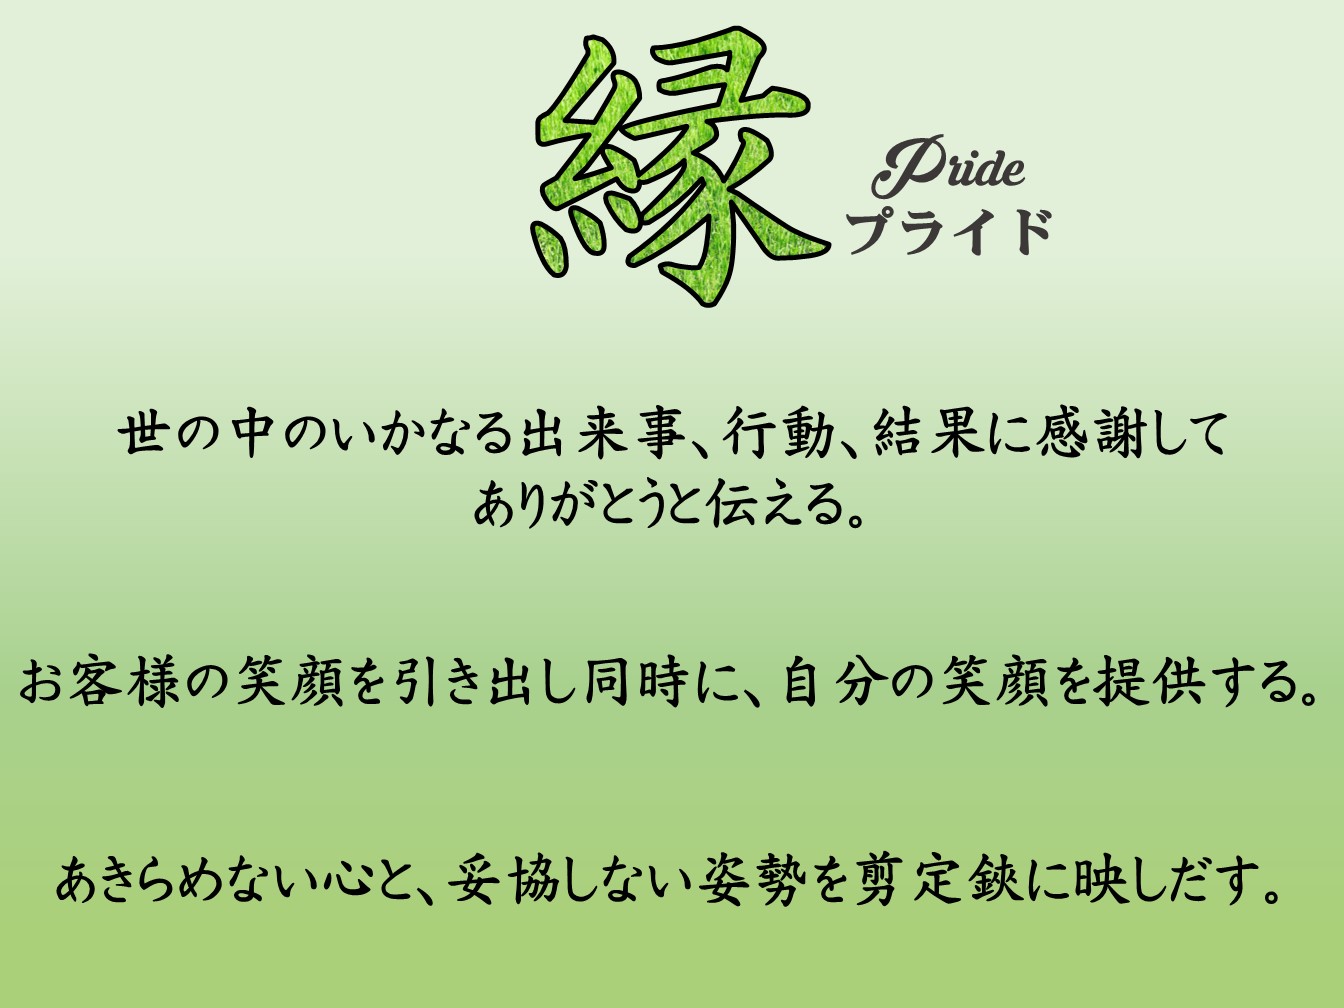 縁
Pride
プライド
世の中のいかなる出来事、行動、結果に感謝して
ありがとうと伝える。
お客様の笑顔を引き出し同時に、自分の笑顔を提供する。
あきらめない心と、妥協しない姿勢を剪定鋏に映しだす。